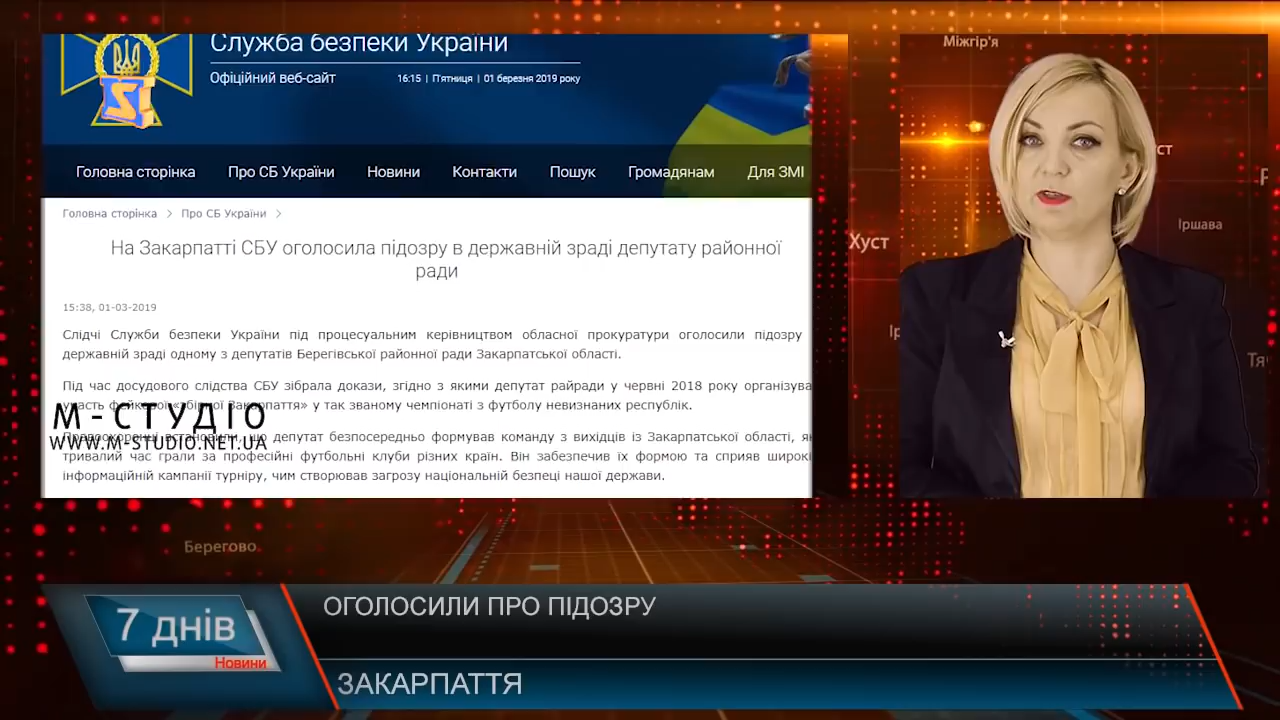 Служба безпеки України
Офіційний веб-сайт
16:15 | П'ятниця | 01 березня 2019 року
Головна сторінка Про СБ України Новини Контакти Пошук Громадянам Для ЗМІ
Головна сторінка > Про СБ України >
На Закарпатті СБУ оголосила підозру в державній зраді депутату районної
ради
15:38, 01-03-2019
Слідчі Служби безпеки України під процесуальним керівництвом обласної прокуратури оголосили підозру
державній зраді одному з депутатів Берегівської районної ради Закарпатської області.
Під час досудового слідства СБУ зібрала докази, згідно з якими депутат райради у червні 2018 року організува
участь фейкової «збірної Закарпаття» у так званому чемпіонаті з футболу невизнаних республік.
Правоохоронці встановили, що депутат безпосередньо формував команду з вихідців із Закарпатської області, як
тривалий час грали за професійні футбольні клуби різних країн. Він забезпечив їх формою та сприяв широкі
інформаційній кампанії турніру, чим створював загрозу національній безпеці нашої держави.
М-СТУДІО
WWW.M-STUDIO.NET.UA
Міжгір'я
Хуст
Іршава
Берегово
7 днів
Новини
ОГОЛОСИЛИ ПРО ПІДОЗРУ
ЗАКАРПАТТЯ